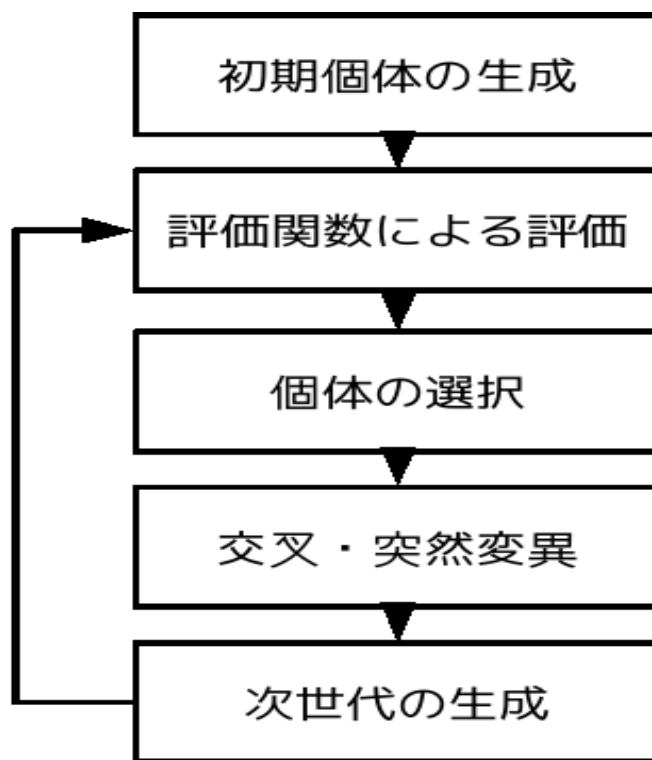 初期個体の生成
評価関数による評価
個体の選択
交叉・突然変異
次世代の生成